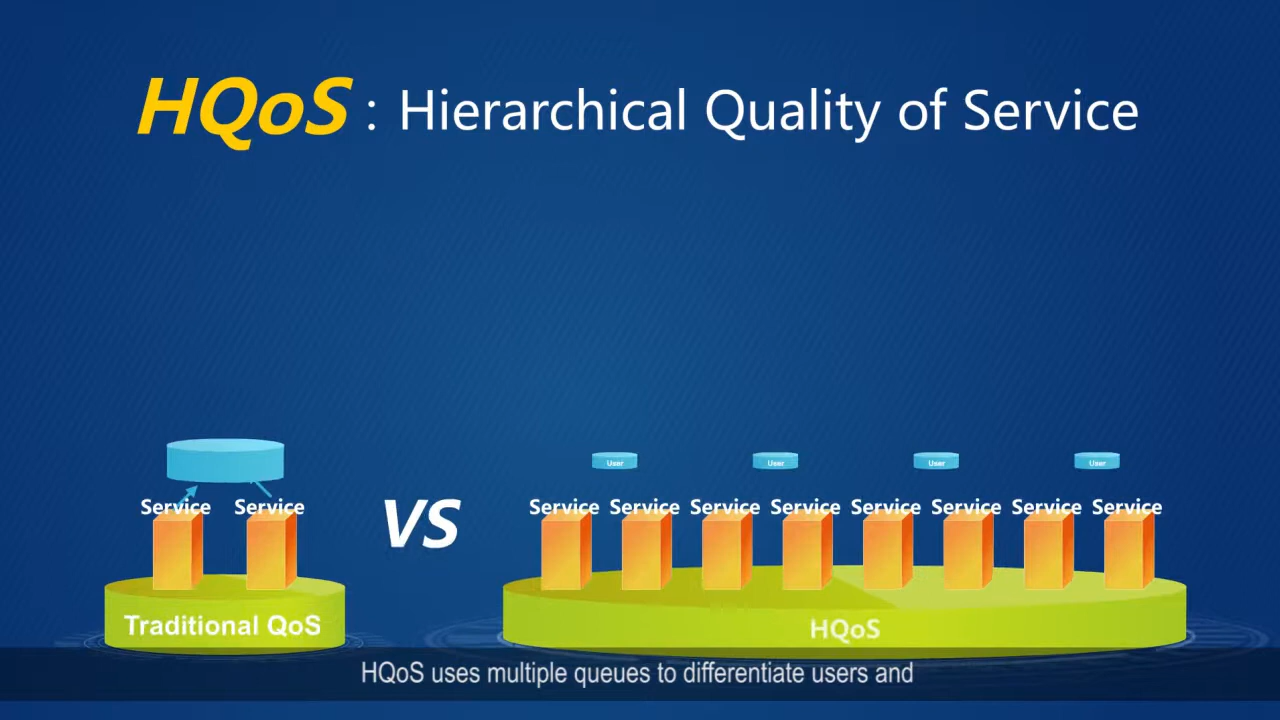 HQoS : Hierarchical Quality of Service
User User User User
Service Service Service Service Service Service Service Service Service Service
VS
Traditional QoS
HQoS
HQoS uses multiple queues to differentiate users and